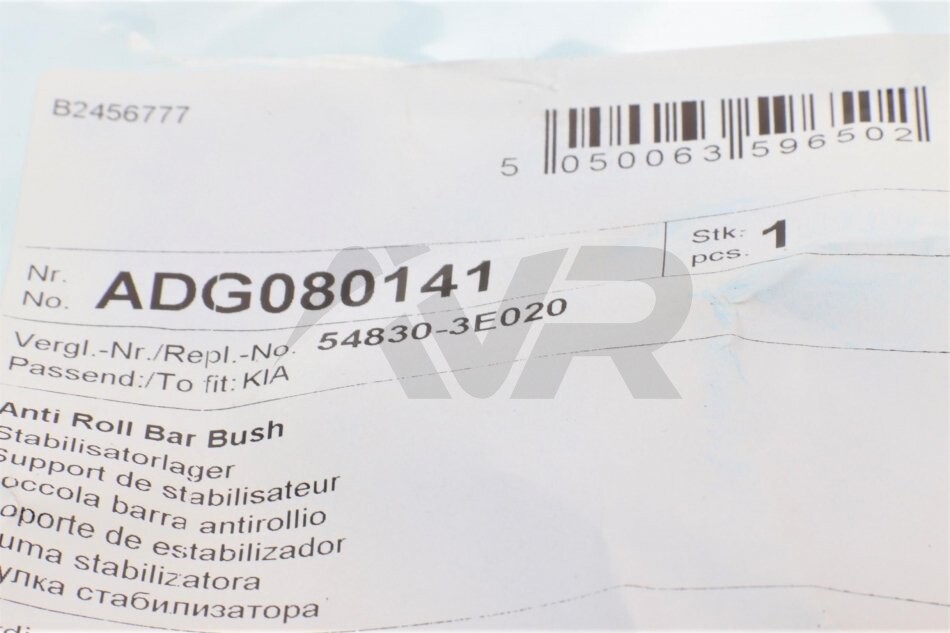 B2456777
5 050063 596502
Nr.
No. ADG080141
Stk:
pcs. 1
Vergl.-Nr./Repl.-No. 54830-3E020
Passend:/To fit: KIA
Anti Roll Bar Bush
Stabilisatorlager
Support de stabilisateur
occola barra antirollio
oporte de estabilizador
uma stabilizatora
улка стабилизатора
VR